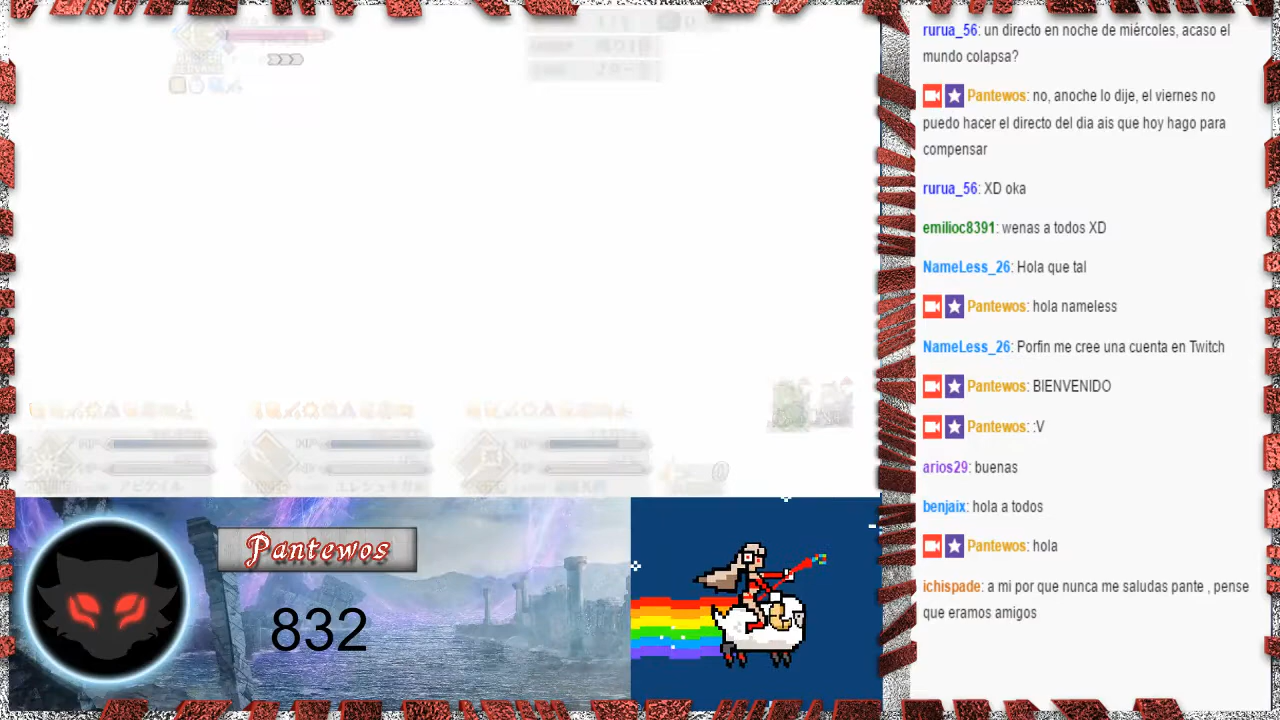 rurua_56: un directo en noche de miércoles, acaso el
mundo colapsa?
Pantewos: no, anoche lo dije, el viernes no
puedo hacer el directo del dia ais que hoy hago para
compensar
rurua_56: XD oka
emilioc8391: wenas a todos XD
NameLess_26: Hola que tal
Pantewos: hola nameless
NameLess_26: Porfin me cree una cuenta en Twitch
Pantewos: BIENVENIDO
Pantewos: :V
arios29: buenas
benjaix: hola a todos
Pantewos: hola
ichispade: a mi por que nunca me saludas pante , pense
que eramos amigos
Pantewos
832